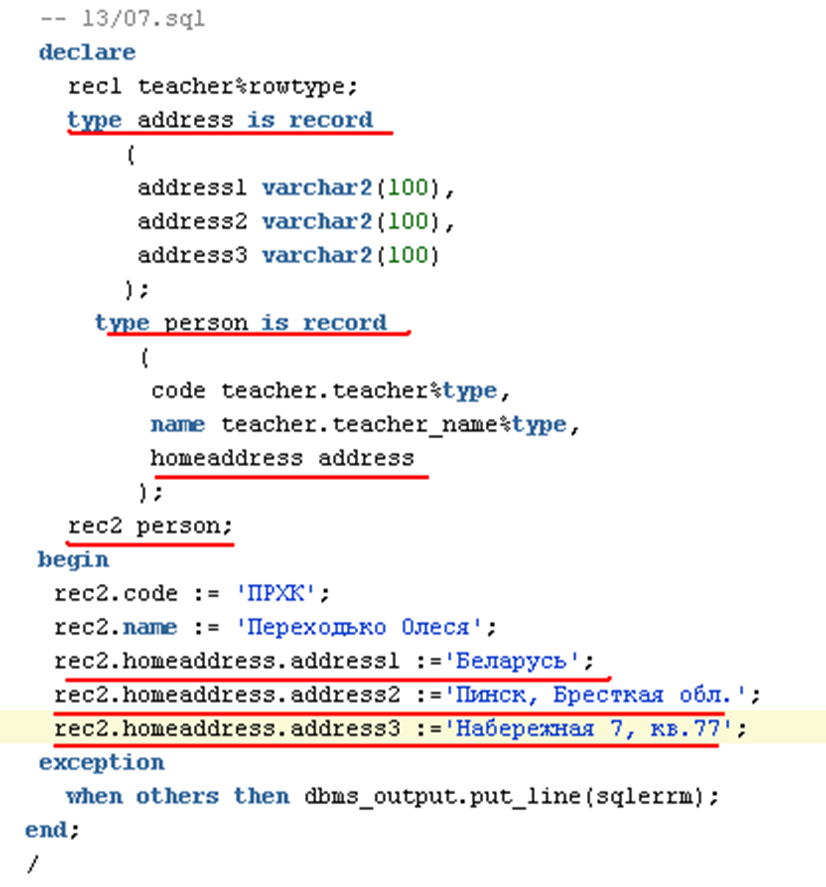 -- 13/07.sql
declare
rec1 teacher%rowtype;
type address is record
(
address1 varchar2(100),
address2 varchar2(100),
address3 varchar2(100)
);
type person is record
(
code teacher.teacher%type,
name teacher.teacher_name%type,
homeaddress address
);
rec2 person;
begin
rec2.code := 'ПРХК';
rec2.name := 'Переходько Олеся';
rec2.homeaddress.address1 :='Беларусь';
rec2.homeaddress.address2 :='Пинск, Бресткая обл.';
rec2.homeaddress.address3 :='Набережная 7, кв.77';
exception
when others then dbms_output.put_line(sqlerrm);
end;
/